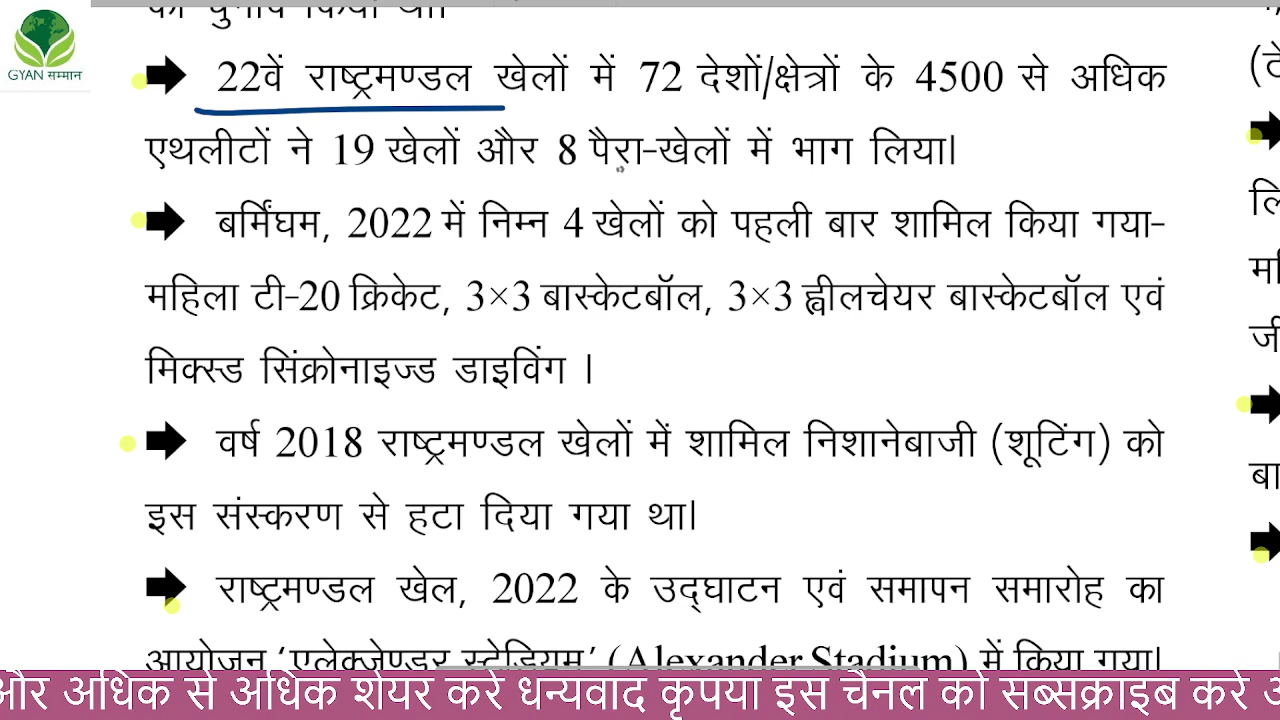 GYAN सम्मान
का चुनाव किया था।
22वें राष्ट्रमण्डल खेलों में 72 देशों/क्षेत्रों के 4500 से अधिक
एथलीटों ने 19 खेलों और 8 पैरा-खेलों में भाग लिया।
बर्मिंघम, 2022 में निम्न 4 खेलों को पहली बार शामिल किया गया-
महिला टी-20 क्रिकेट, 3×3 बास्केटबॉल, 3×3 ह्वीलचेयर बास्केटबॉल एवं
मिक्स्ड सिंक्रोनाइज्ड डाइविंग ।
वर्ष 2018 राष्ट्रमण्डल खेलों में शामिल निशानेबाजी (शूटिंग) को
इस संस्करण से हटा दिया गया था।
राष्ट्रमण्डल खेल, 2022 के उद्घाटन एवं समापन समारोह का
आयोजन ‘एलेक्जेण्डर स्टेडियम’ (Alexander Stadium) में किया गया।
और अधिक से अधिक शेयर करें धन्यवाद कृपया इस चैनल को सब्सक्राइब करें